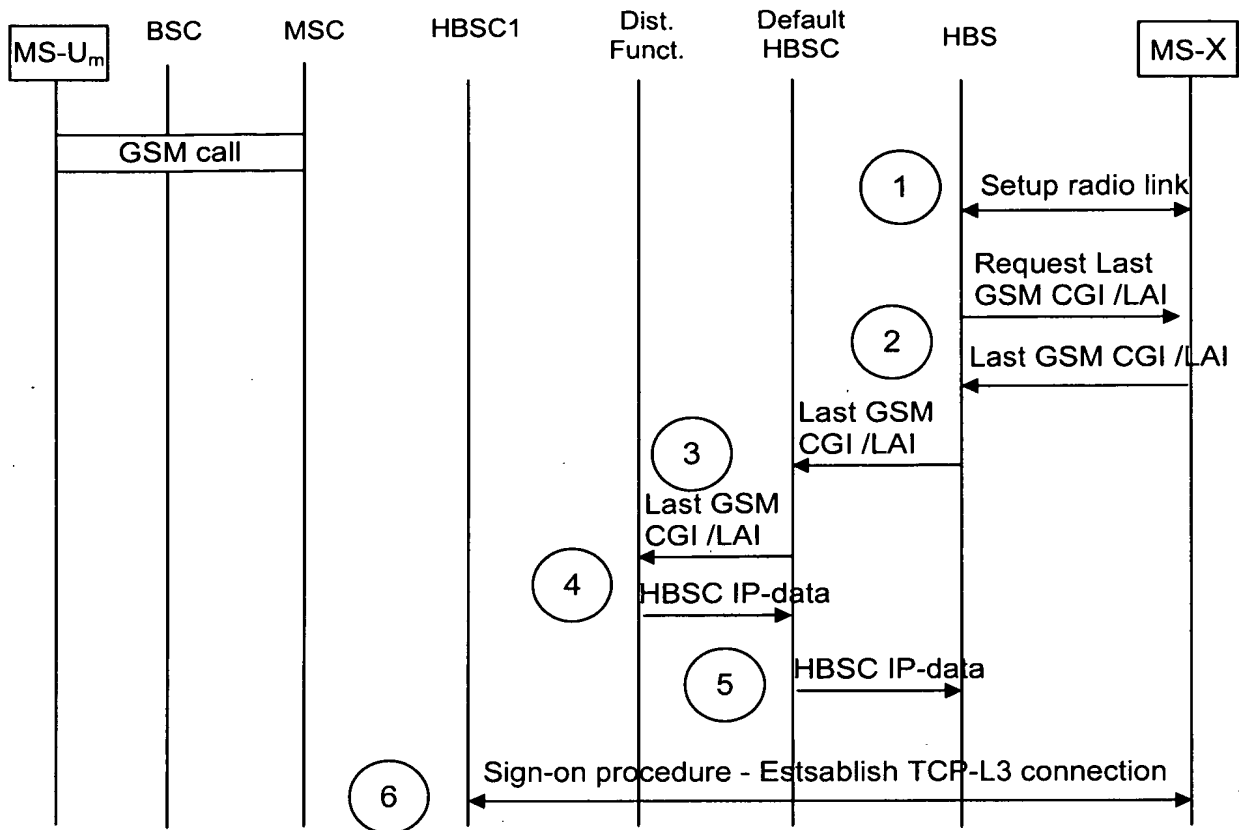 MS-Um
BSC
MSC
HBSC1
Dist.
Funct.
Default
HBSC
HBS
MS-X
GSM call
1
Setup radio link
Request Last
GSM CGI /LAI
2
Last GSM CGI /LAI
Last GSM
CGI /LAI
3
Last GSM
CGI /LAI
4
HBSC IP-data
5
HBSC IP-data
Sign-on procedure - Estsablish TCP-L3 connection
6